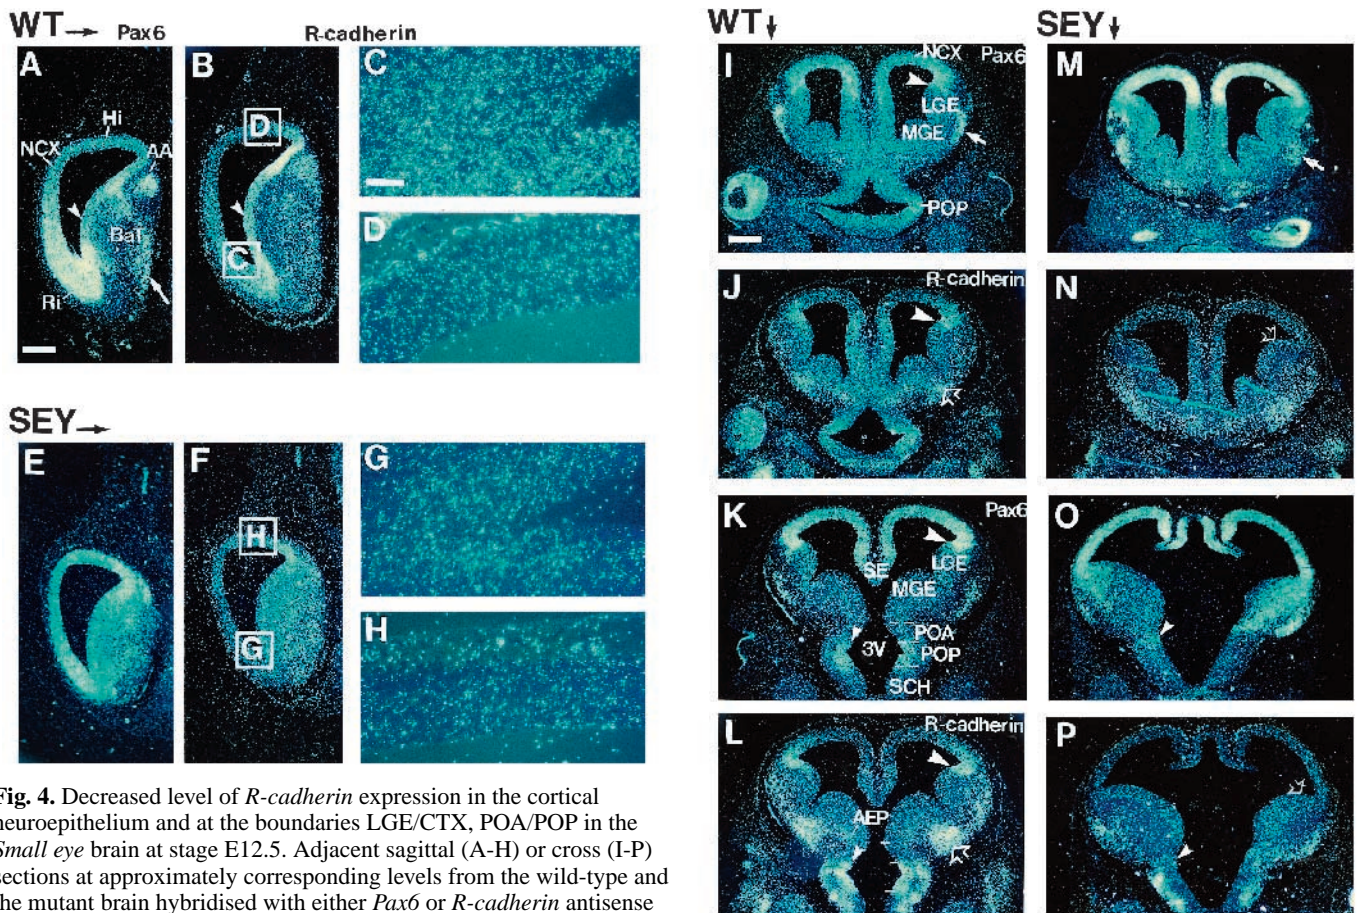 WT → Pax6
R-cadherin
A
B
C
D
Hi
NCX
AA
D
BaT
C
Ri
SEY →
E
F
G
H
H
G
WT ↓
SEY ↓
I
NCX Pax6
LGE
MGE
POP
M
J
R-cadherin
N
K
Pax6
LGE
SE
MGE
POA
3V
POP
SCH
O
L
R-cadherin
AEP
P
Fig. 4. Decreased level of R-cadherin expression in the cortical
neuroepithelium and at the boundaries LGE/CTX, POA/POP in the
Small eye brain at stage E12.5. Adjacent sagittal (A-H) or cross (I-P)
sections at approximately corresponding levels from the wild-type and
the mutant brain hybridised with either Pax6 or R-cadherin antisense